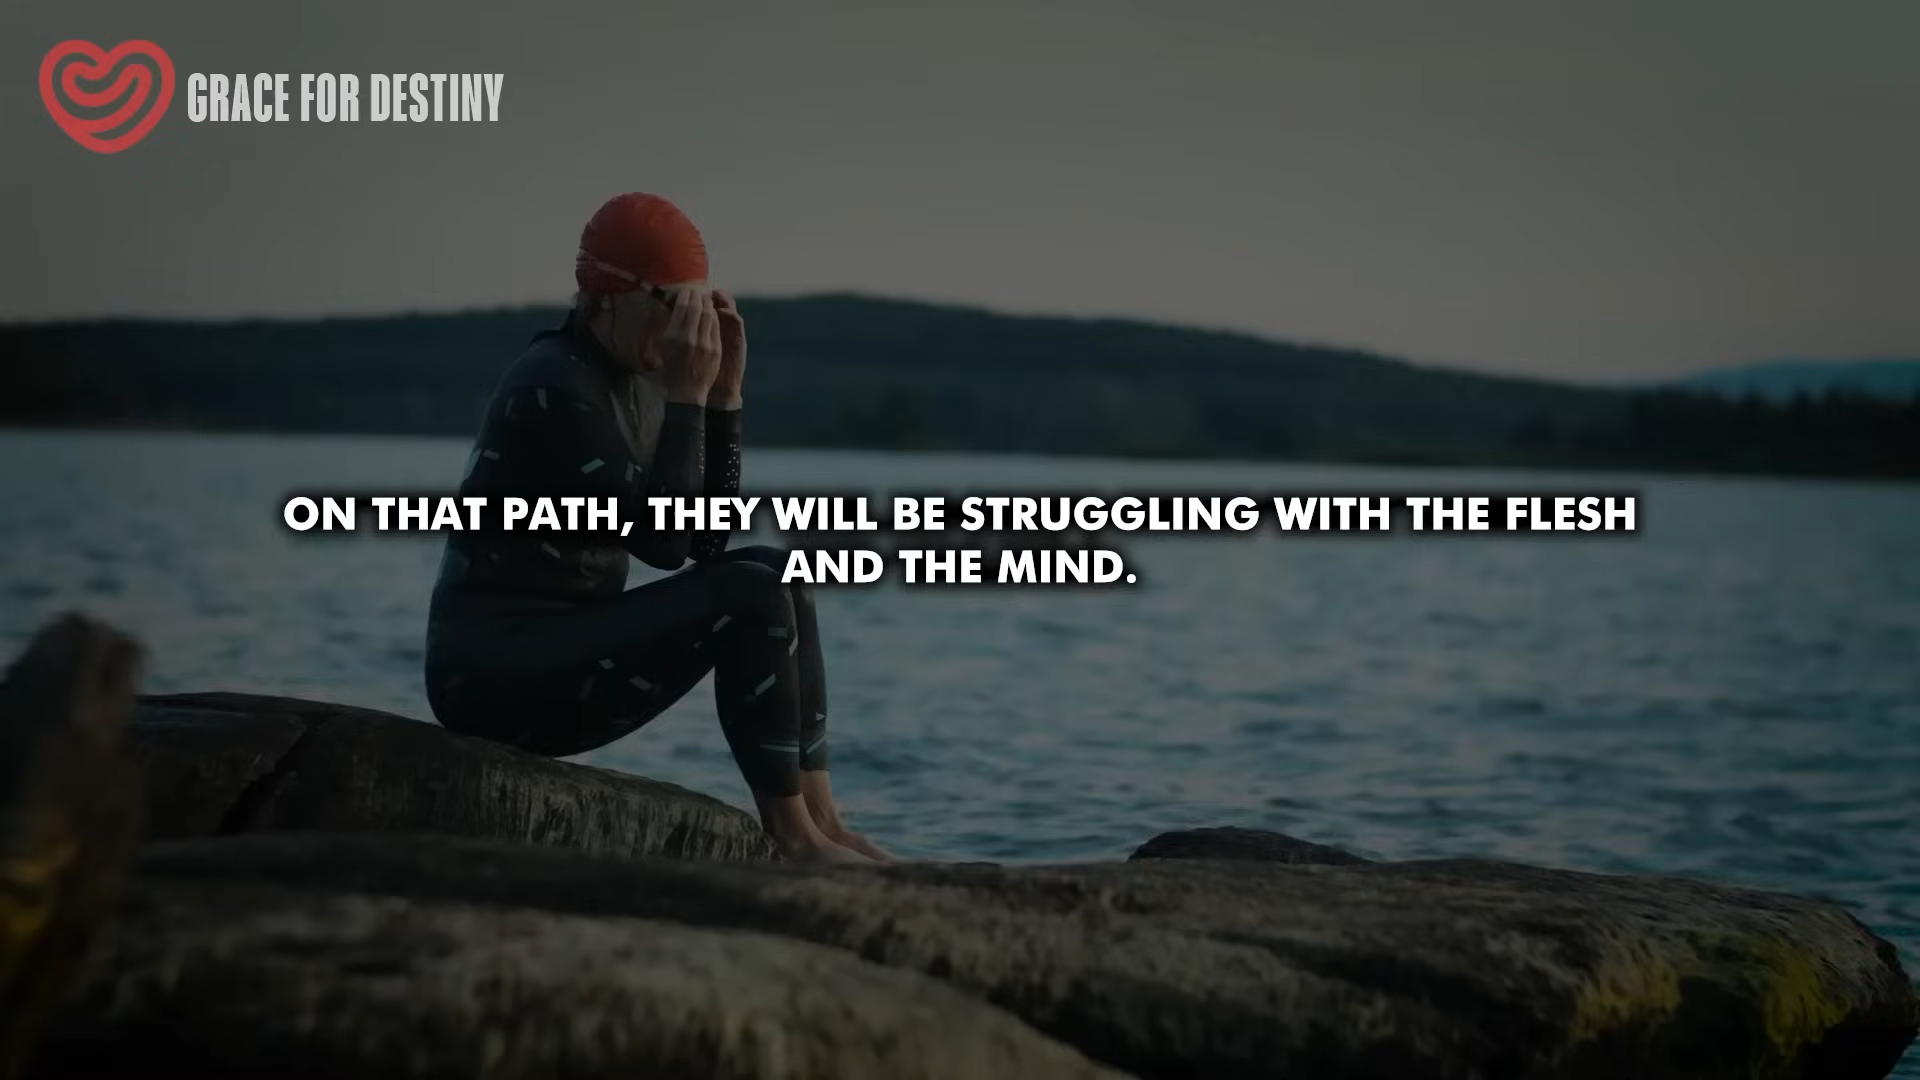 GRACE FOR DESTINY
ON THAT PATH, THEY WILL BE STRUGGLING WITH THE FLESH
AND THE MIND.